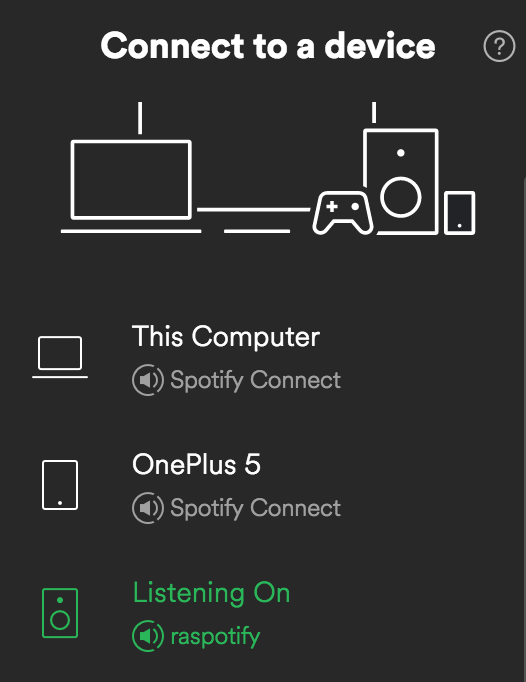 Connect to a device
?
This Computer
Spotify Connect
OnePlus 5
Spotify Connect
Listening On
raspotify